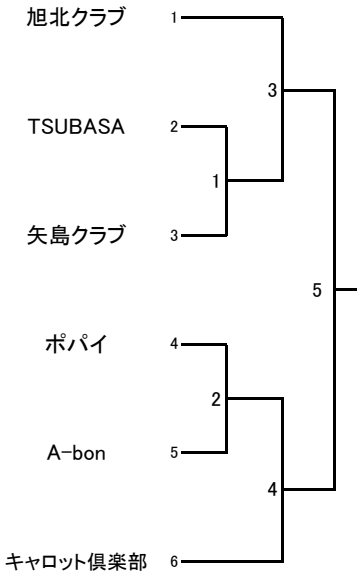 旭北クラブ 1
3
TSUBASA 2
1
矢島クラブ 3
5
ポパイ 4
2
A-bon 5
4
キャロット倶楽部 6